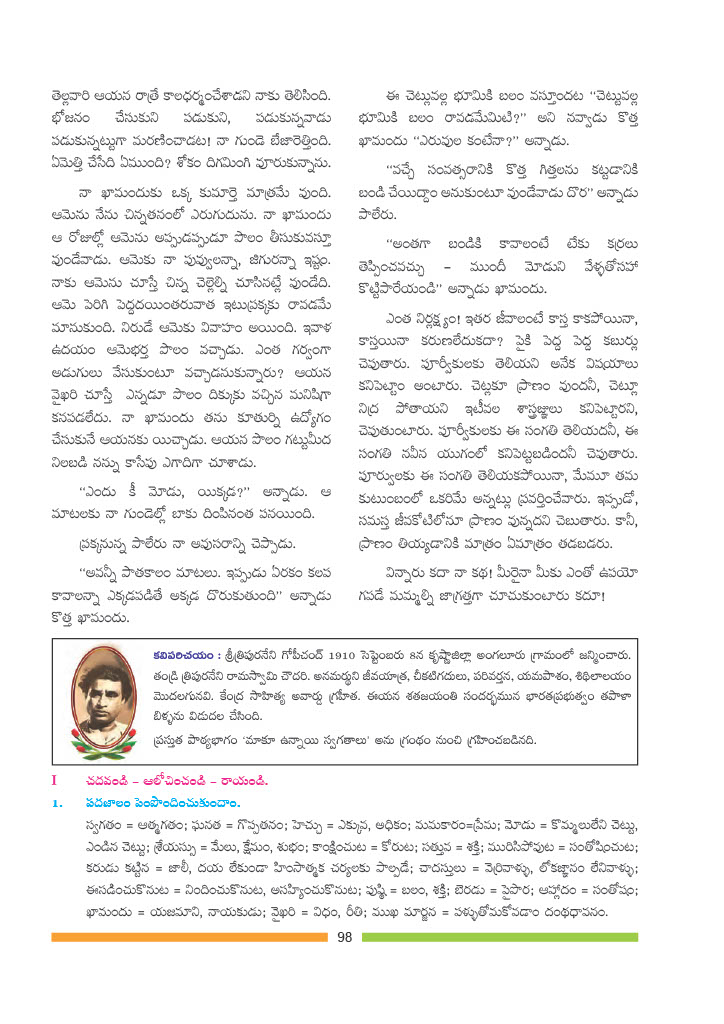 తెల్లవారి ఆయన రాత్రే కాలధర్మంచేశాడని నాకు తెలిసింది.
భోజనం చేసుకుని పడుకుని, పడుకున్నవాడు
పడుకున్నట్టుగా మరణించాడట! నా గుండె బేజారెత్తింది.
ఏమెత్తి చేసేది ఏముంది? శోకం దిగమింగి వూరుకున్నాను.
నా ఖామందుకు ఒక్క కుమార్తె మాత్రమే వుంది.
ఆమెను నేను చిన్నతనంలో ఎరుగుదును. నా ఖామందు
ఆ రోజుల్లో ఆమెను అప్పుడప్పుడూ పొలం తీసుకువస్తూ
వుండేవాడు. ఆమెకు నా పువ్వులన్నా, జిగురన్నా ఇష్టం.
నాకు ఆమెను చూస్తే చిన్న చెల్లెల్ని చూసినట్లే వుండేది.
ఆమె పెరిగి పెద్దదయింతరువాత ఇటుప్రక్కకు రావడమే
మానుకుంది. నిరుడే ఆమెకు వివాహం అయింది. ఇవాళ
ఉదయం ఆమెభర్త పొలం వచ్చాడు. ఎంత గర్వంగా
అడుగులు వేసుకుంటూ వచ్చాడనుకున్నారు? ఆయన
వైఖరి చూస్తే ఎన్నడూ పొలం దిక్కుకు వచ్చిన మనిషిగా
కనపడలేదు. నా ఖామందు తను కూతుర్ని ఉద్యోగం
చేసుకునే ఆయనకు యిచ్చాడు. ఆయన పొలం గట్టుమీద
నిలబడి నన్ను కాసేపు ఎగాదిగా చూశాడు.
“ఎందు కీ మోడు, యిక్కడ?” అన్నాడు. ఆ
మాటలకు నా గుండెల్లో బాకు దింపినంత పనయింది.
ప్రక్కనున్న పాలేరు నా అవుసరాన్ని చెప్పాడు.
“అవన్నీ పాతకాలం మాటలు. ఇప్పుడు ఏరకం కలప
కావాలన్నా ఎక్కడపడితే అక్కడ దొరుకుతుంది” అన్నాడు
కొత్త ఖామందు.
ఈ చెట్లువల్ల భూమికి బలం వస్తూందట “చెట్టువల్ల
భూమికి బలం రావడమేమిటి?” అని నవ్వాడు కొత్త
ఖామందు “ఎరువుల కంటేనా?” అన్నాడు.
“వచ్చే సంవత్సరానికి కొత్త గిత్తలను కట్టడానికి
బండి చేయిద్దాం అనుకుంటూ వుండేవాడు దొర” అన్నాడు
పాలేరు.
“అంతగా బండికి కావాలంటే టేకు కర్రలు
తెప్పించవచ్చు – ముందీ మోడుని వేళ్ళతోసహా
కొట్టిపారేయండి” అన్నాడు ఖామందు.
ఎంత నిర్లక్ష్యం! ఇతర జీవాలంటే కాస్త కాకపోయినా,
కాస్తయినా కరుణలేదుకదా? పైకి పెద్ద పెద్ద కబుర్లు
చెపుతారు. పూర్వీకులకు తెలియని అనేక విషయాలు
కనిపెట్టాం అంటారు. చెట్లకూ ప్రాణం వుందనీ, చెట్లూ
నిద్ర పోతాయని ఇటీవల శాస్త్రజ్ఞులు కనిపెట్టారని,
చెపుతుంటారు. పూర్వీకులకు ఈ సంగతి తెలియదనీ, ఈ
సంగతి నవీన యుగంలో కనిపెట్టబడిందనీ చెపుతారు.
పూర్వులకు ఈ సంగతి తెలియకపోయినా, మేమూ తమ
కుటుంబంలో ఒకరిమే అన్నట్లు ప్రవర్తించేవారు. ఇప్పుడో,
సమస్త జీవకోటిలోనూ ప్రాణం వున్నదని చెబుతారు. కానీ,
ప్రాణం తియ్యడానికి మాత్రం ఏమాత్రం తడబడరు.
విన్నారు కదా నా కథ! మీరైనా మీకు ఎంతో ఉపయో
గపడే మమ్మల్ని జాగ్రత్తగా చూచుకుంటారు కదూ!
కవిపరిచయం : శ్రీత్రిపురనేని గోపీచంద్ 1910 సెప్టెంబరు 8న కృష్ణాజిల్లా అంగలూరు గ్రామంలో జన్మించారు.
తండ్రి త్రిపురనేని రామస్వామి చౌదరి. అసమర్థుని జీవయాత్ర, చీకటిగదులు, పరివర్తన, యమపాశం, శిథిలాలయం
మొదలగునవి. కేంద్ర సాహిత్య అవార్డు గ్రహీత. ఈయన శతజయంతి సందర్భమున భారతప్రభుత్వం తపాళా
బిళ్ళను విడుదల చేసింది.
ప్రస్తుత పాఠ్యభాగం ‘మాకూ ఉన్నాయి స్వగతాలు’ అను గ్రంథం నుంచి గ్రహించబడినది.
I చదవండి – ఆలోచించండి – రాయండి.
1. పదజాలం పెంపొందించుకుందాం.
స్వగతం = ఆత్మగతం; ఘనత = గొప్పతనం; హెచ్చు = ఎక్కువ, అధికం; మమకారం=ప్రేమ; మోడు = కొమ్మలులేని చెట్టు,
ఎండిన చెట్టు; శ్రేయస్సు = మేలు, క్షేమం, శుభం; కాంక్షించుట = కోరుట; సత్తువ = శక్తి; మురిసిపోవుట = సంతోషించుట;
కరుడు కట్టిన = జాలీ, దయ లేకుండా హింసాత్మక చర్యలకు పాల్పడే; చాదస్తులు = వెర్రివాళ్ళు, లోకజ్ఞానం లేనివాళ్ళు;
ఈసడించుకొనుట = నిందించుకొనుట, అసహ్యించుకొనుట; పుష్ఠి = బలం, శక్తి; బెరడు = పైపొర; ఆహ్లాదం = సంతోషం;
ఖామందు = యజమాని, నాయకుడు; వైఖరి = విధం, రీతి; ముఖ మార్జన = పళ్ళుతోమకోవడాం దంథధావనం.
98